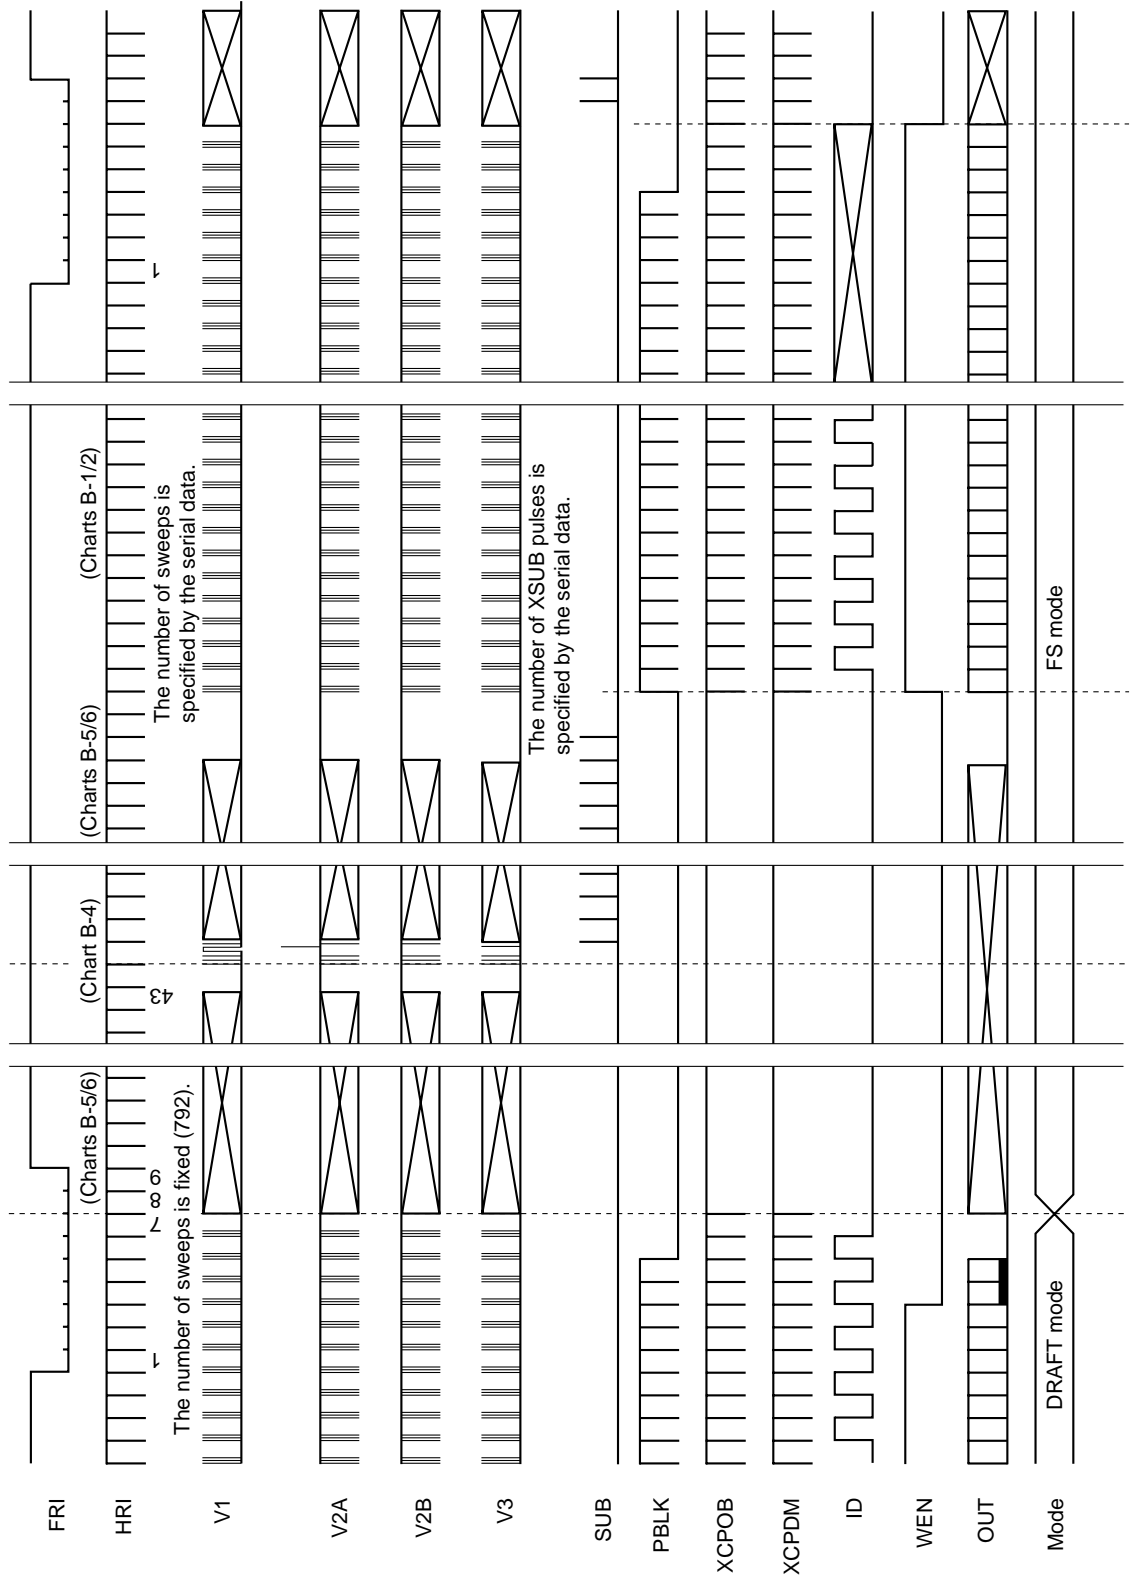 FRI
HRI
V1
V2A
V2B
V3
SUB
PBLK
XCPOB
XCPDM
ID
WEN
OUT
Mode
(Charts B-5/6)
(Chart B-4)
(Charts B-5/6)
(Charts B-1/2)
1
7
8
9
43
1
The number of sweeps is fixed (792).
The number of sweeps is
specified by the serial data.
The number of XSUB pulses is
specified by the serial data.
DRAFT mode
FS mode